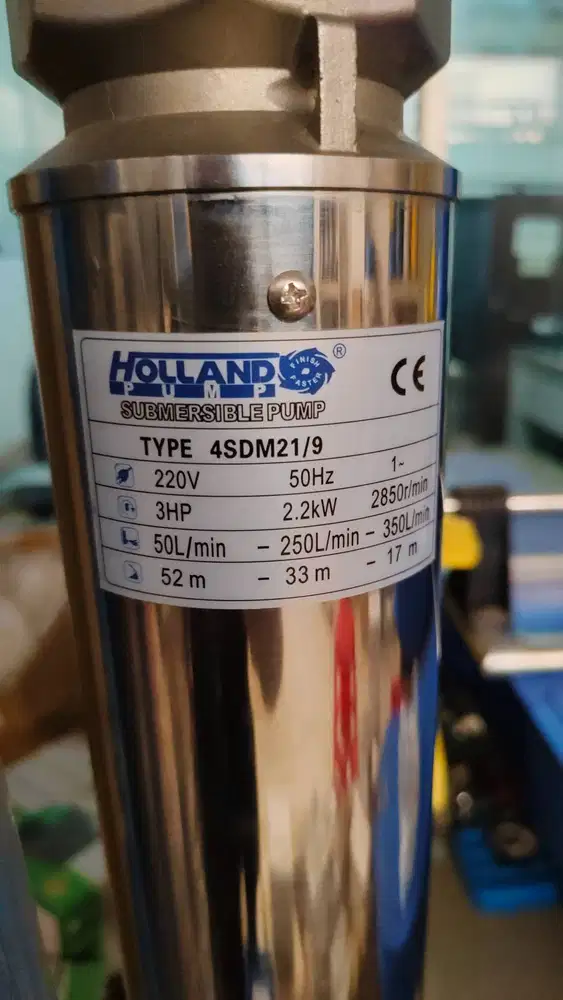 HOLLAND
PUMP
FINISH FASTER
®
CE
SUBMERSIBLE PUMP
TYPE 4SDM21/9
220V 50Hz 1~
3HP 2.2kW 2850r/min
50L/min - 250L/min - 350L/min
52 m - 33 m - 17 m